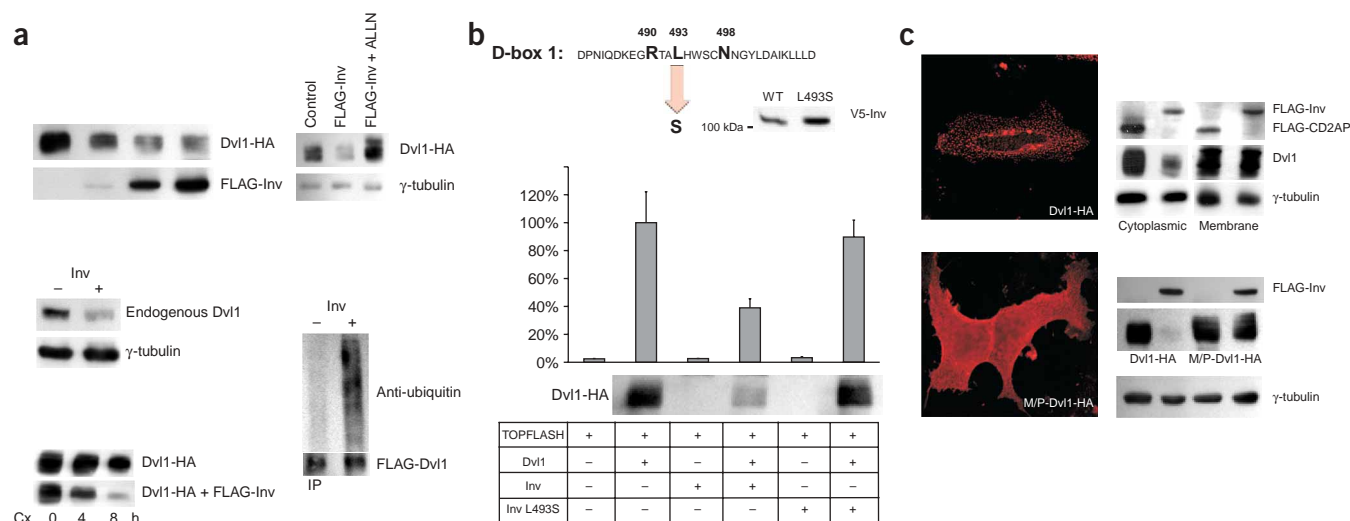 a
Dvl1-HA
FLAG-Inv
Control
FLAG-Inv
FLAG-Inv + ALLN
Dvl1-HA
γ-tubulin
Inv
– +
Endogenous Dvl1
γ-tubulin
Inv
– +
Anti-ubiquitin
FLAG-Dvl1
IP
Dvl1-HA
Dvl1-HA + FLAG-Inv
Cx 0 4 8 h
b
490 493 498
D-box 1: DPNIQDKEGRTALHWSCNNGYLDAIKLLLD
S
WT L493S
V5-Inv
100 kDa
120%
100%
80%
60%
40%
20%
0%
Dvl1-HA
TOPFLASH + + + + + +
Dvl1 – + – + – +
Inv – – + + – –
Inv L493S – – – – + +
c
Dvl1-HA
FLAG-Inv
FLAG-CD2AP
Dvl1
γ-tubulin
Cytoplasmic Membrane
M/P-Dvl1-HA
FLAG-Inv
Dvl1-HA M/P-Dvl1-HA
γ-tubulin